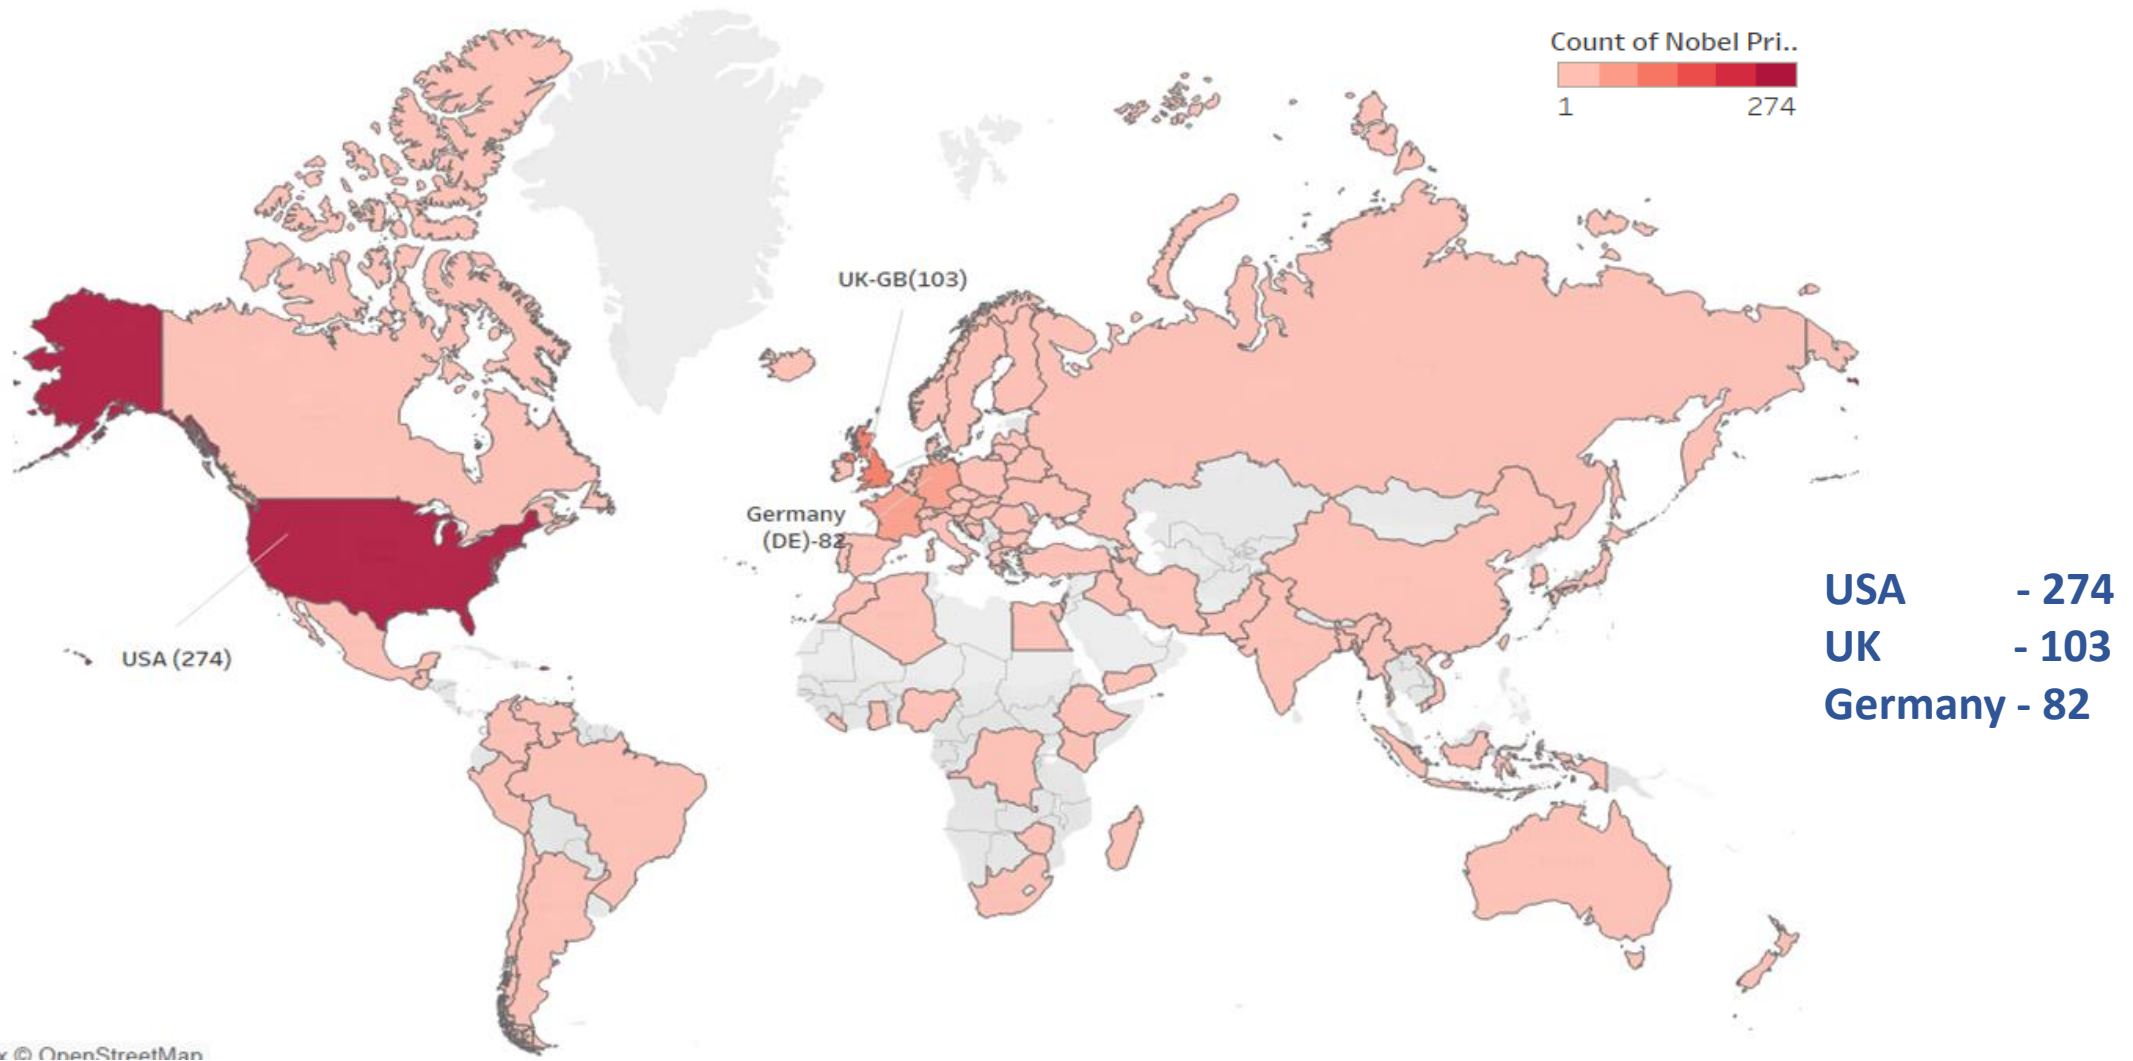 Count of Nobel Pri..
1 274
UK-GB(103)
Germany
(DE)-82
USA (274)
USA - 274
UK - 103
Germany - 82
© OpenStreetMap